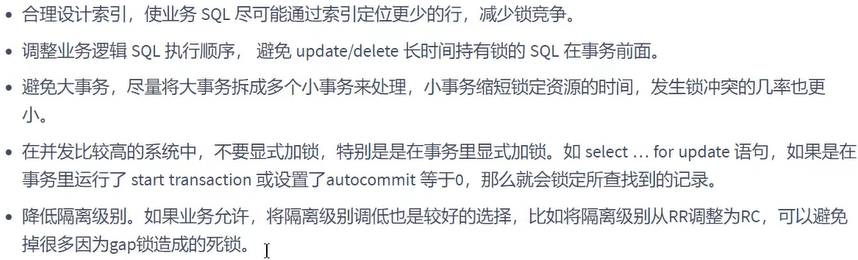 • 合理设计索引，使业务 SQL 尽可能通过索引定位更少的行，减少锁竞争。
• 调整业务逻辑 SQL 执行顺序， 避免 update/delete 长时间持有锁的 SQL 在事务前面。
• 避免大事务，尽量将大事务拆成多个小事务来处理，小事务缩短锁定资源的时间，发生锁冲突的几率也更
小。
• 在并发比较高的系统中，不要显式加锁，特别是是在事务里显式加锁。如 select … for update 语句，如果是在
事务里运行了 start transaction 或设置了autocommit 等于0，那么就会锁定所查找到的记录。
• 降低隔离级别。如果业务允许，将隔离级别调低也是较好的选择，比如将隔离级别从RR调整为RC，可以避免
掉很多因为gap锁造成的死锁。